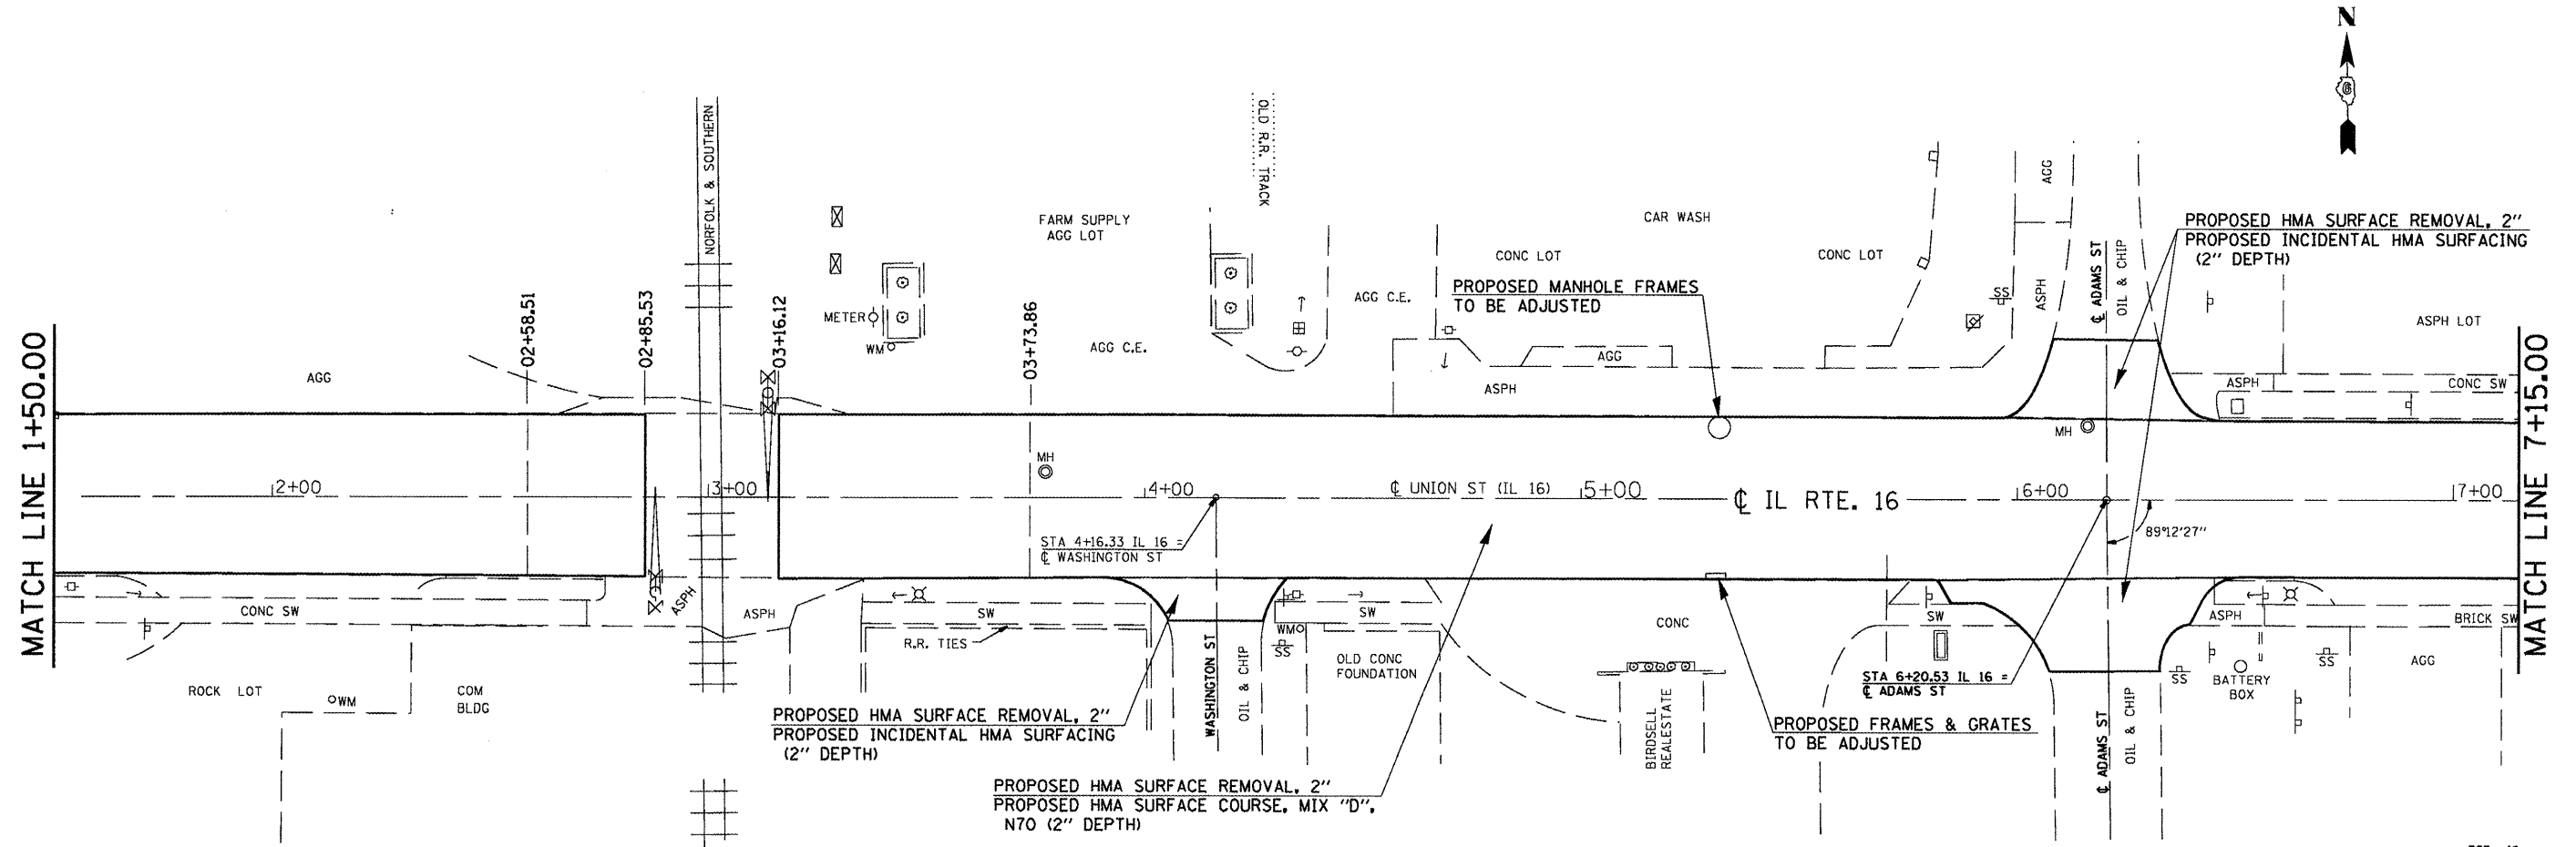 N
MATCH LINE 1+50.00
AGG
02+58.51
02+85.53
NORFOLK & SOUTHERN
03+16.12
METER
WM
FARM SUPPLY
AGG LOT
AGG C.E.
03+73.86
OLD R.R. TRACK
AGG C.E.
CAR WASH
CONC LOT
CONC LOT
PROPOSED MANHOLE FRAMES
TO BE ADJUSTED
AGG
ASPH
SS
AGG
ASPH
℄ ADAMS ST
OIL & CHIP
PROPOSED HMA SURFACE REMOVAL, 2"
PROPOSED INCIDENTAL HMA SURFACING
(2" DEPTH)
ASPH LOT
ASPH
CONC SW
MATCH LINE 7+15.00
MH
MH
2+00
3+00
4+00
℄ UNION ST (IL 16)
5+00
℄ IL RTE. 16
6+00
7+00
STA 4+16.33 IL 16 =
℄ WASHINGTON ST
89°12'27"
CONC SW
ASPH
ASPH
SW
R.R. TIES
SW
WM
SS
CONC
SW
ASPH
BRICK SW
ROCK LOT
WM
COM
BLDG
WASHINGTON ST
OIL & CHIP
OLD CONC
FOUNDATION
BIRDSELL
REALESTATE
STA 6+20.53 IL 16 =
℄ ADAMS ST
SS
BATTERY
BOX
SS
AGG
PROPOSED HMA SURFACE REMOVAL, 2"
PROPOSED INCIDENTAL HMA SURFACING
(2" DEPTH)
PROPOSED FRAMES & GRATES
TO BE ADJUSTED
℄ ADAMS ST
OIL & CHIP
PROPOSED HMA SURFACE REMOVAL, 2"
PROPOSED HMA SURFACE COURSE, MIX "D",
N70 (2" DEPTH)